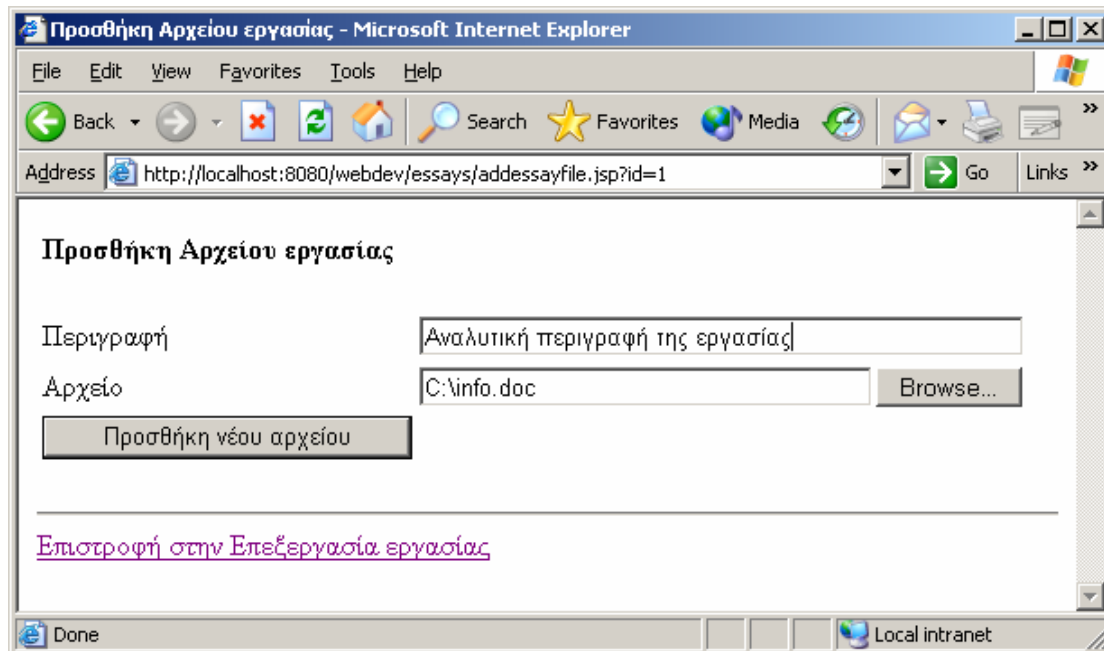 Προσθήκη Αρχείου εργασίας - Microsoft Internet Explorer
File Edit View Favorites Tools Help
Back Search Favorites Media »
Address http://localhost:8080/webdev/essays/addessayfile.jsp?id=1 Go Links »
Προσθήκη Αρχείου εργασίας
Περιγραφή Αναλυτική περιγραφή της εργασίας
Αρχείο C:\info.doc Browse...
Προσθήκη νέου αρχείου
Επιστροφή στην Επεξεργασία εργασίας
Done Local intranet